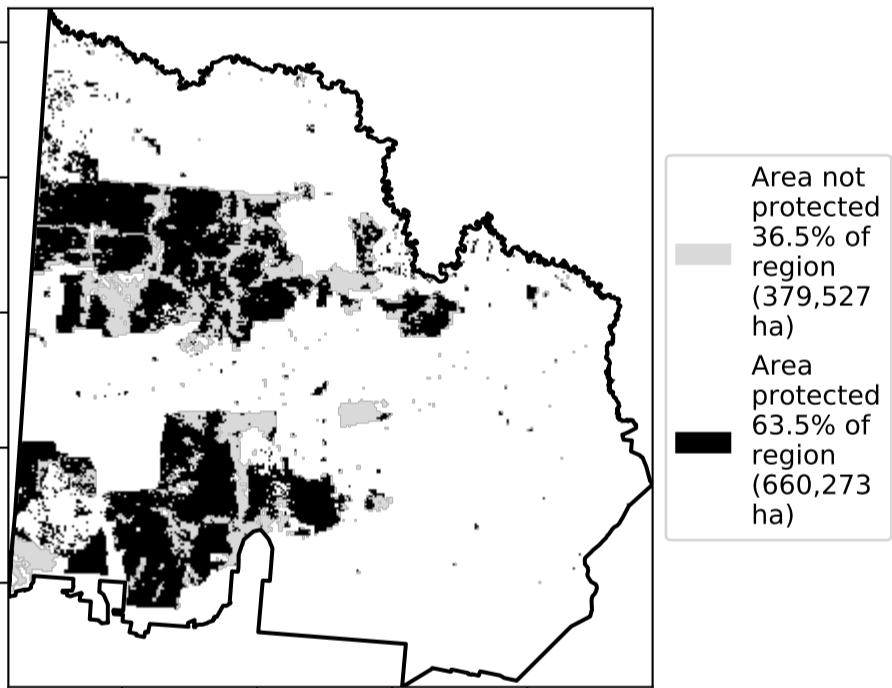 Area not
protected
36.5% of
region
(379,527
ha)
Area
protected
63.5% of
region
(660,273
ha)